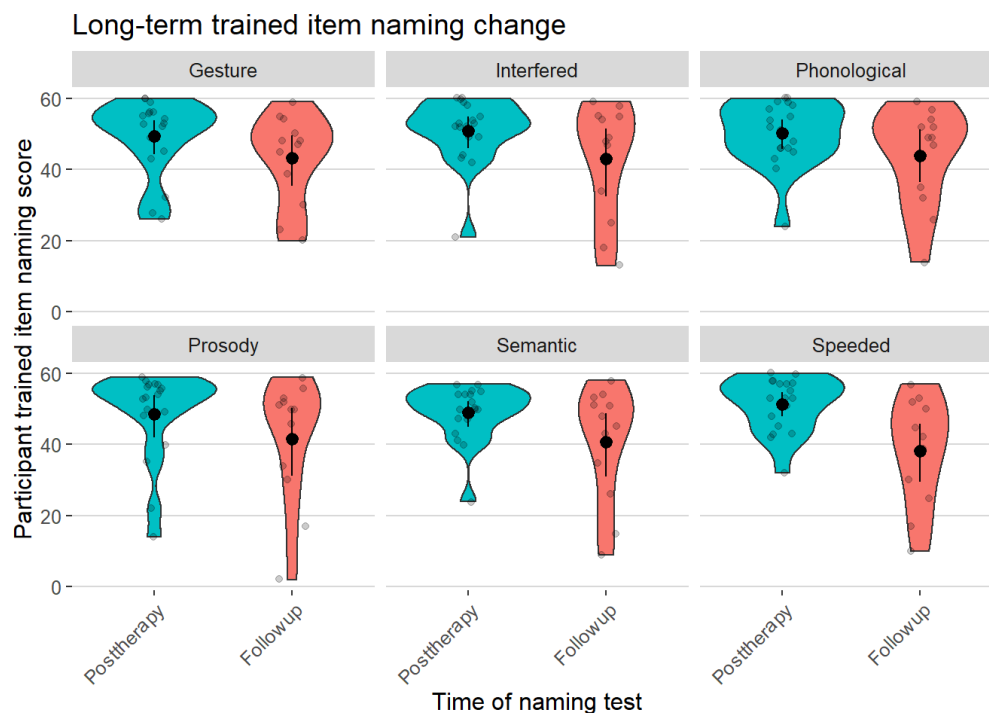 Long-term trained item naming change
Gesture
Interfered
Phonological
60
40
20
0
Prosody
Semantic
Speeded
60
40
20
0
Participant trained item naming score
Posttherapy
Followup
Posttherapy
Followup
Posttherapy
Followup
Time of naming test